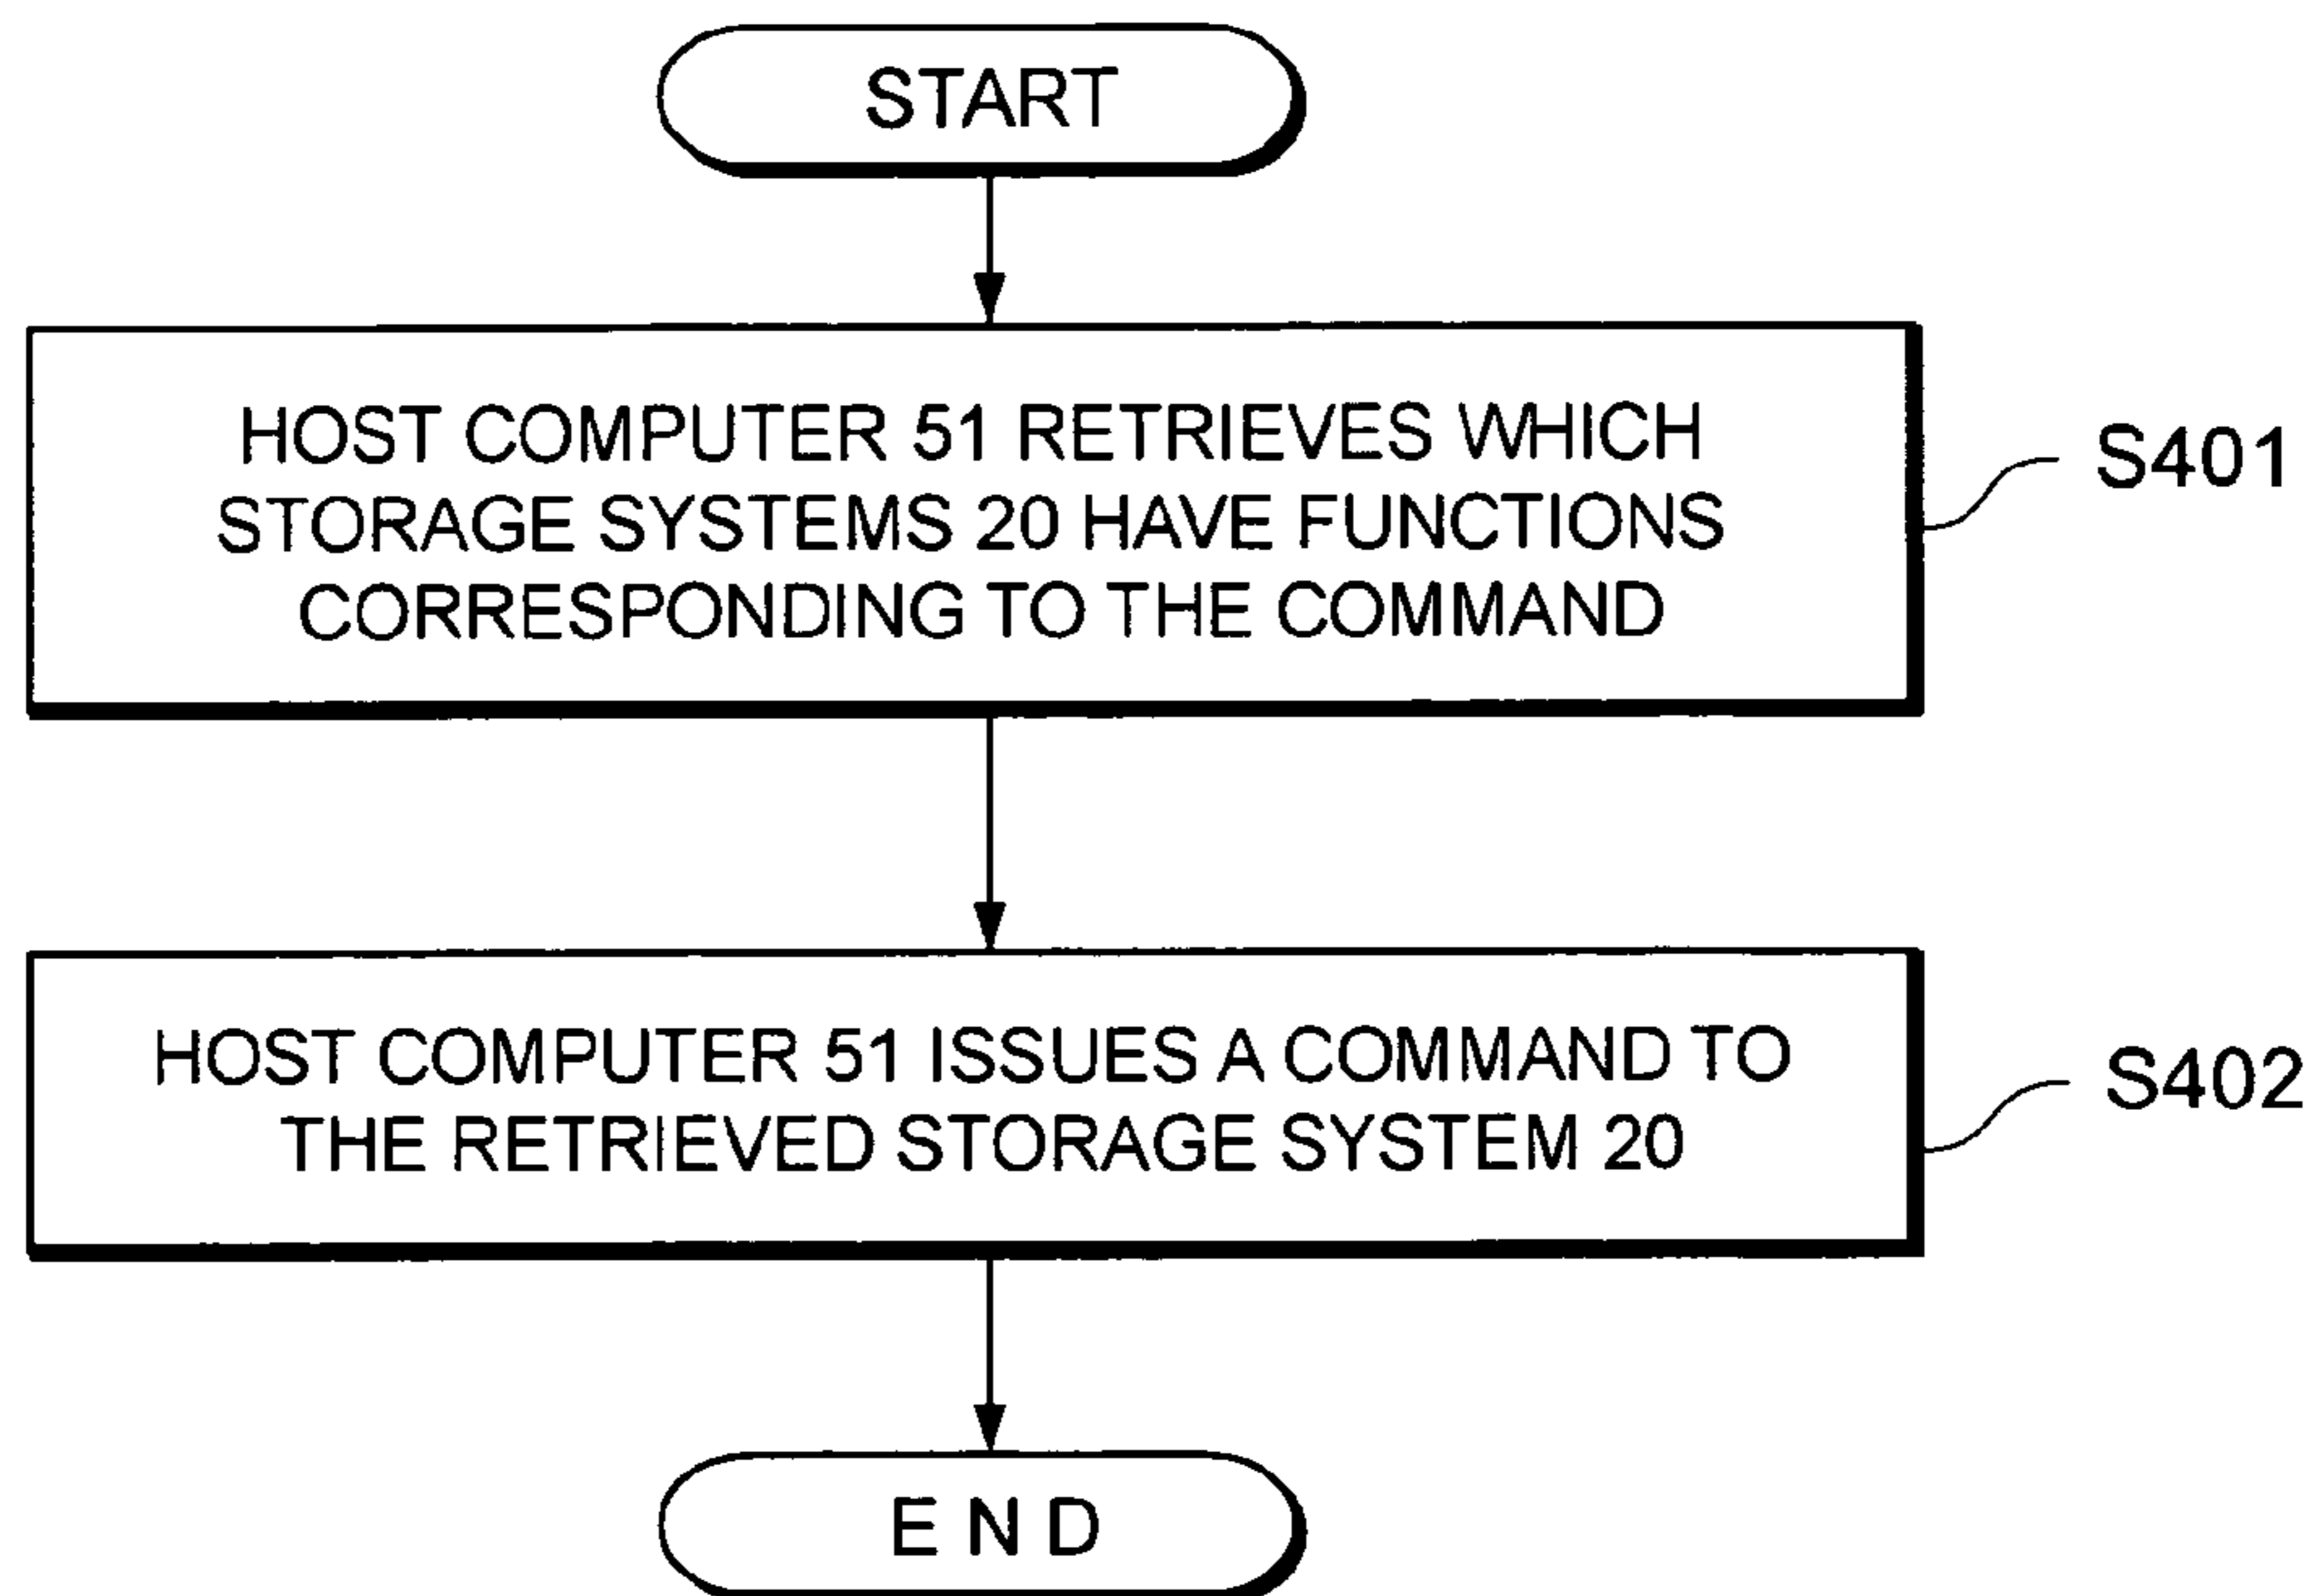 START
HOST COMPUTER 51 RETRIEVES WHICH
STORAGE SYSTEMS 20 HAVE FUNCTIONS
CORRESPONDING TO THE COMMAND
S401
HOST COMPUTER 51 ISSUES A COMMAND TO
THE RETRIEVED STORAGE SYSTEM 20
S402
END